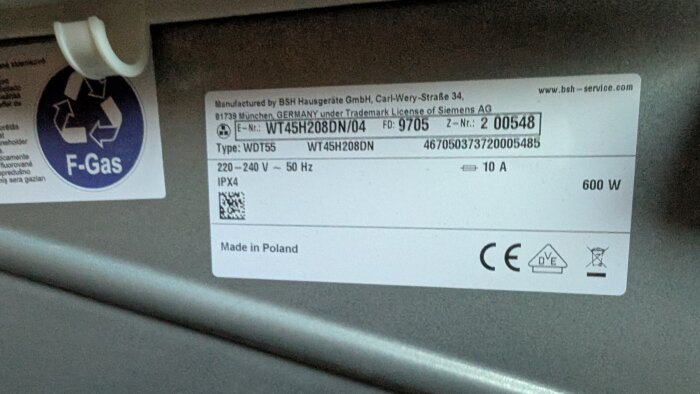 F-Gas
Manufactured by BSH Hausgeräte GmbH, Carl-Wery-Straße 34,
81739 München, GERMANY under Trademark License of Siemens AG
www.bsh-service.com
E-Nr.: WT45H208DN/04 FD: 9705 Z-Nr.: 2 00548
Type: WDT55 WT45H208DN 467050373720005485
220-240 V ~ 50 Hz 10 A
IPX4
600 W
Made in Poland
CE DVE